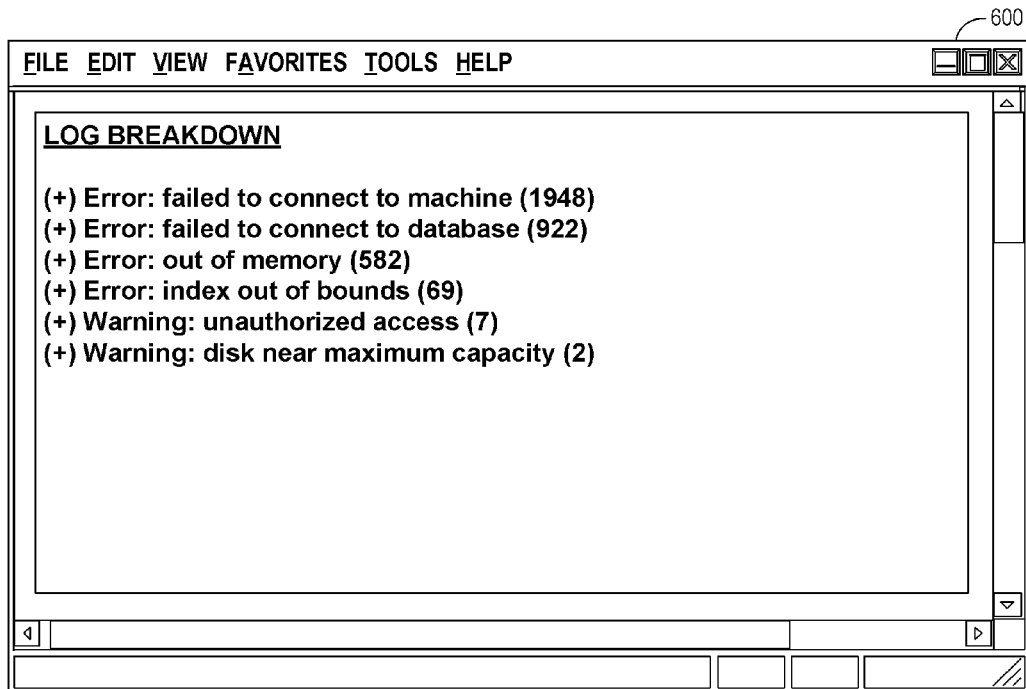 600
FILE EDIT VIEW FAVORITES TOOLS HELP
LOG BREAKDOWN
(+) Error: failed to connect to machine (1948)
(+) Error: failed to connect to database (922)
(+) Error: out of memory (582)
(+) Error: index out of bounds (69)
(+) Warning: unauthorized access (7)
(+) Warning: disk near maximum capacity (2)